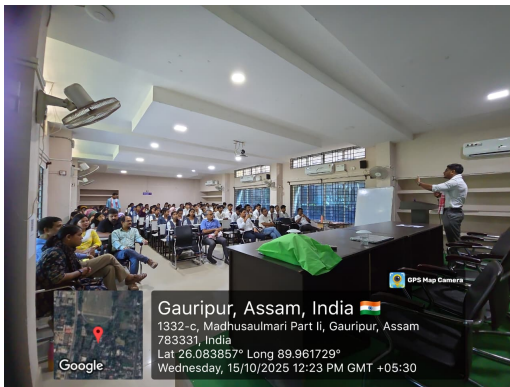 GPS Map Camera
Gauripur, Assam, India 🇮🇳
1332-c, Madhusaulmari Part Ii, Gauripur, Assam
783331, India
Lat 26.083857° Long 89.961729°
Wednesday, 15/10/2025 12:23 PM GMT +05:30
Google